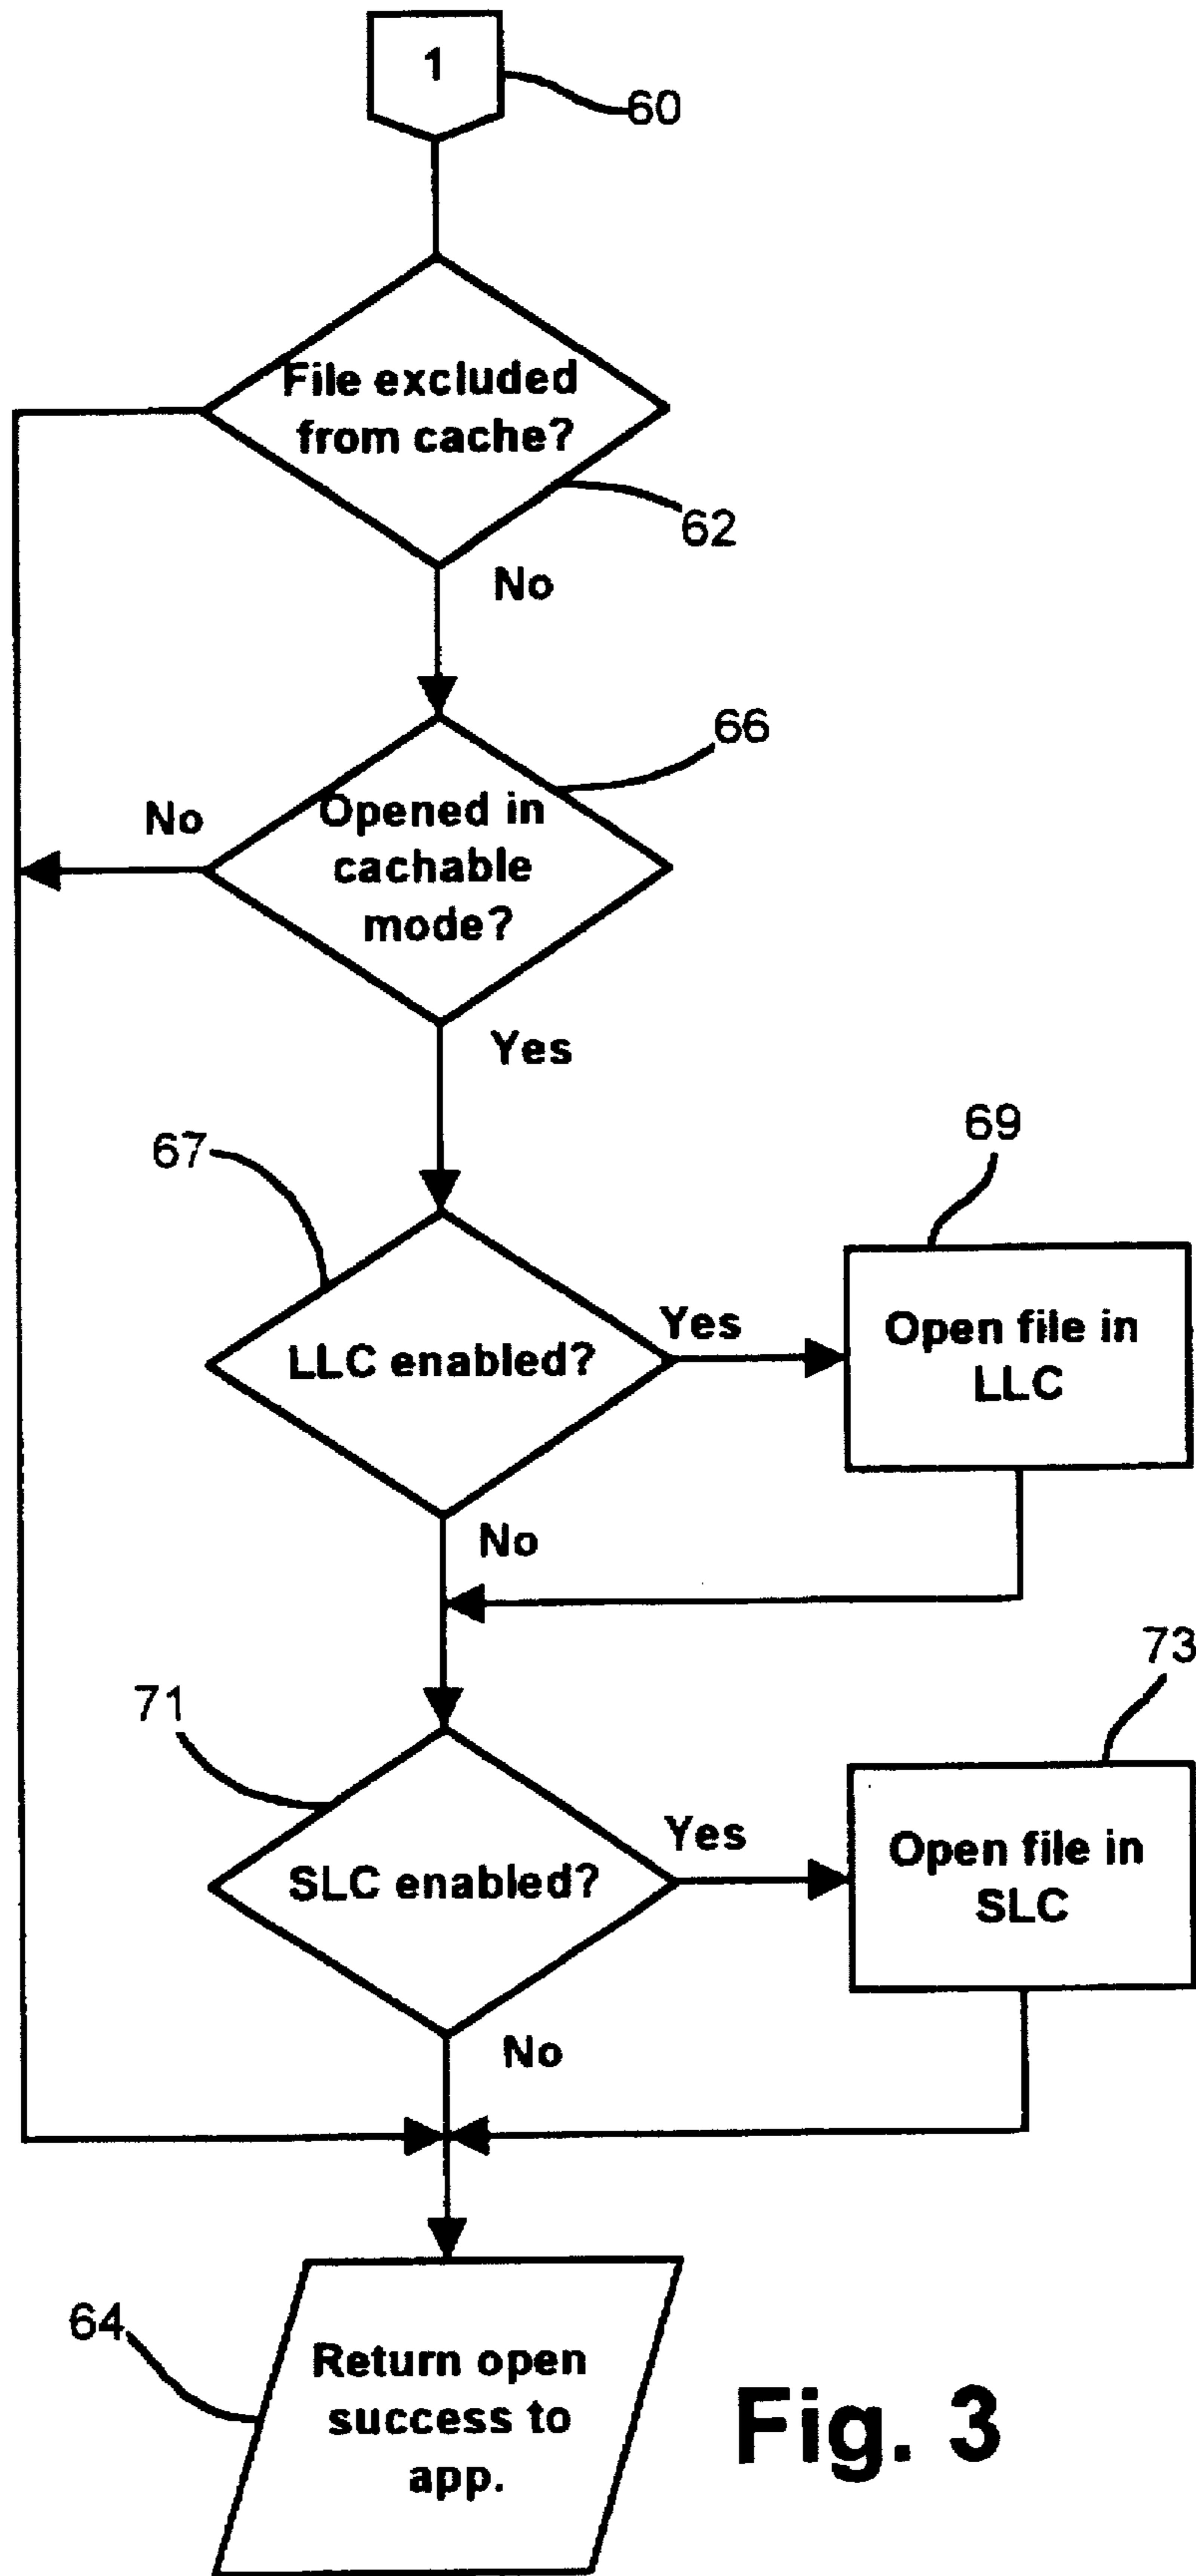 1
60
File excluded
from cache?
62
No
66
No
Opened in
cachable
mode?
Yes
67
69
LLC enabled?
Yes
Open file in
LLC
No
71
73
SLC enabled?
Yes
Open file in
SLC
No
64
Return open
success to
app.
Fig. 3